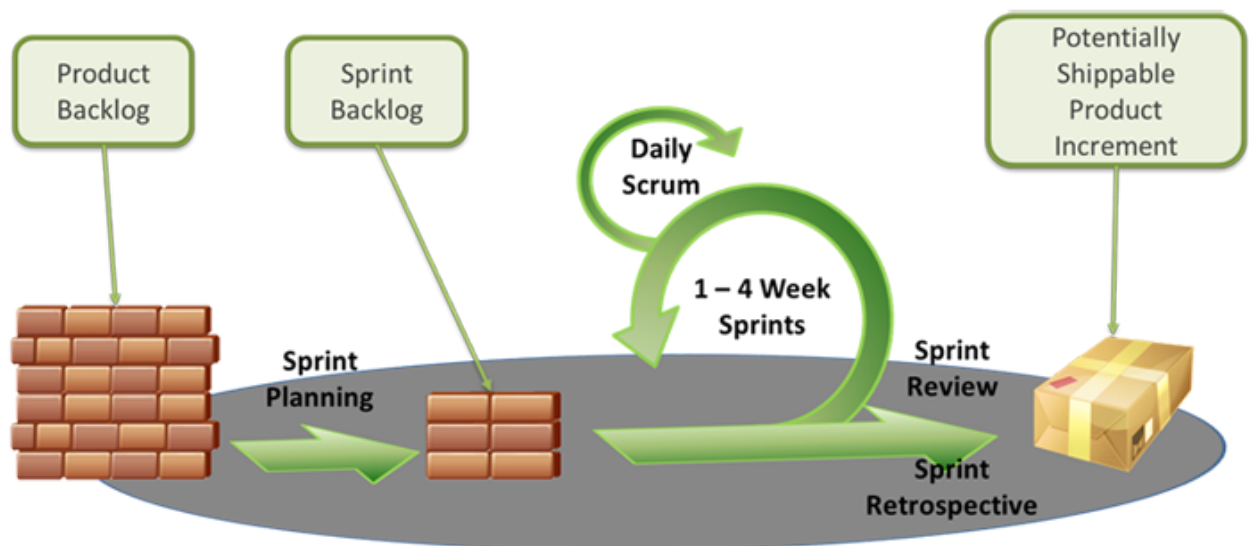 Product
Backlog
Sprint
Backlog
Potentially
Shippable
Product
Increment
Daily
Scrum
1 – 4 Week
Sprints
Sprint
Planning
Sprint
Review
Sprint
Retrospective